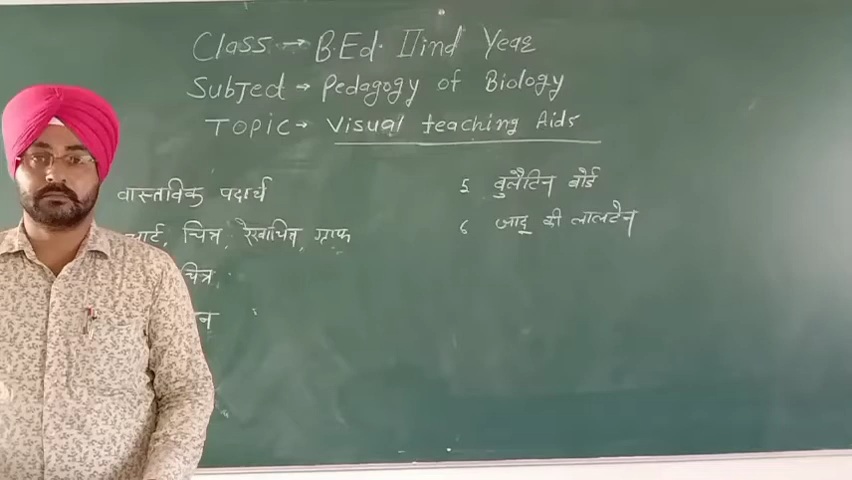 Class → B.Ed. IInd Year
Subject → Pedagogy of Biology
TOPIC → Visual teaching Aids
वास्तविक पदार्थ
चार्ट, चित्र, रेखाचित्र, ग्राफ
चित्र
5 बुलैटिन बोर्ड
6 जादू की लालटेन